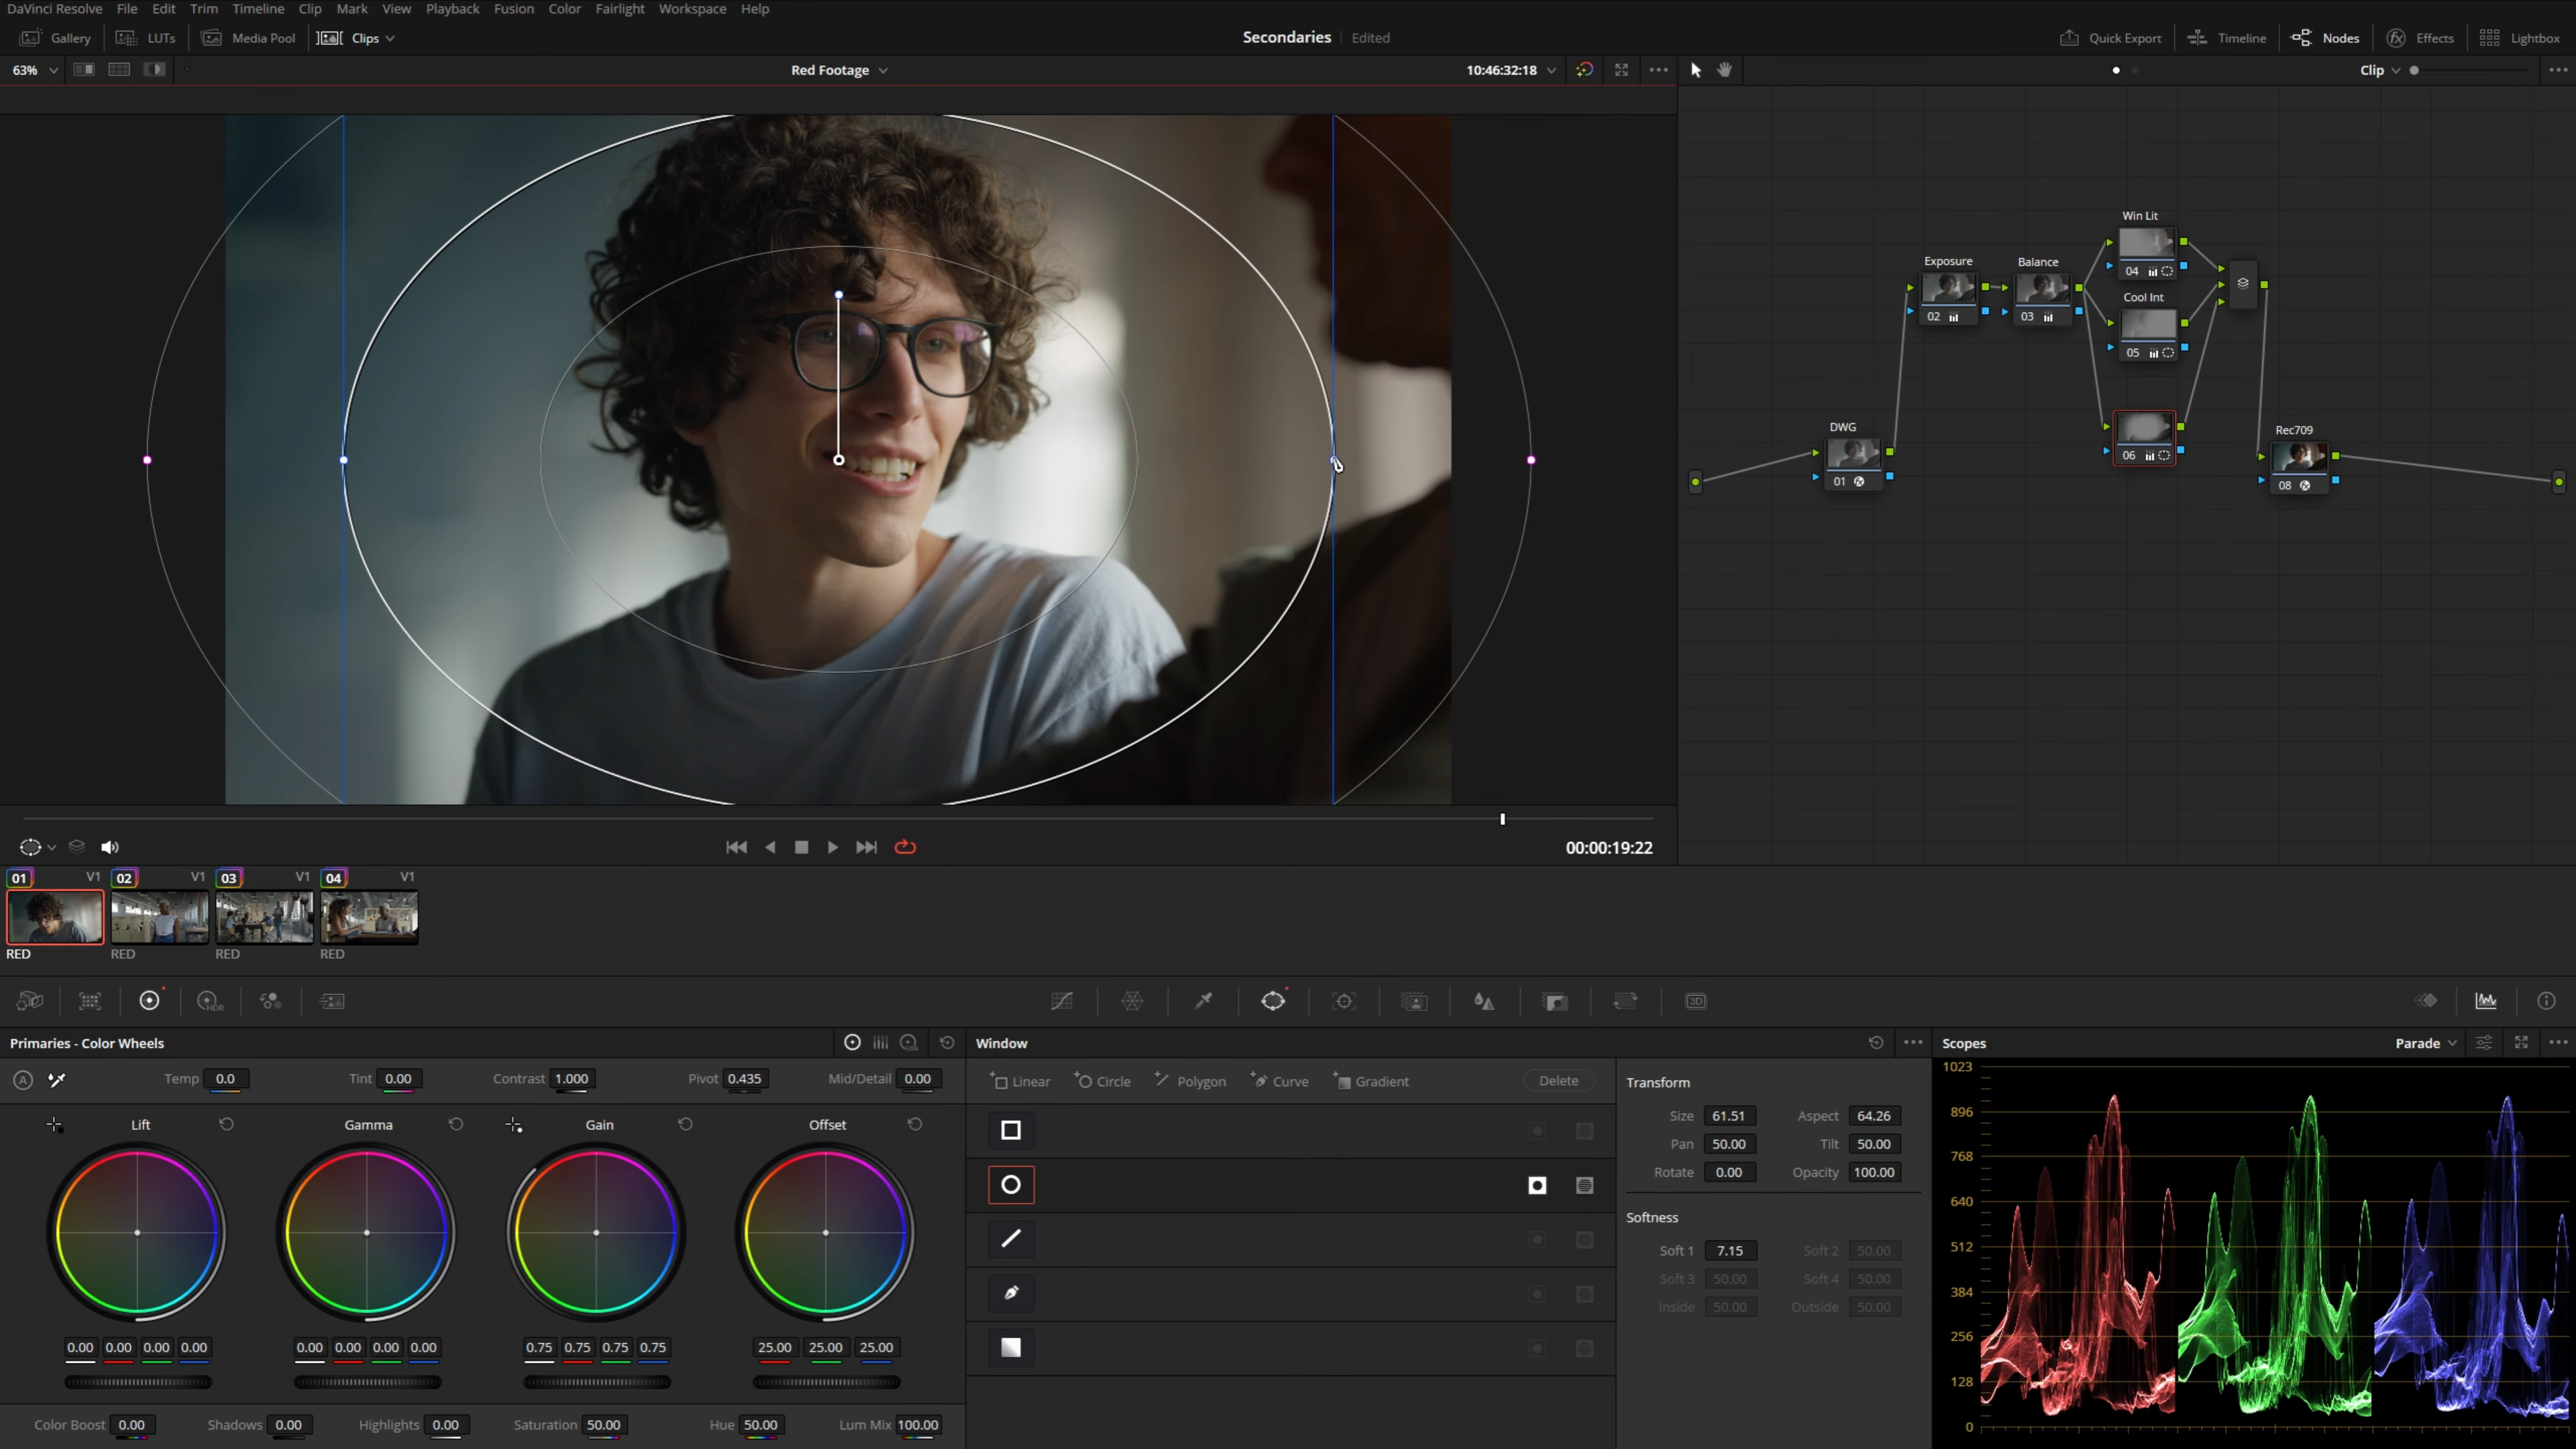 DaVinci Resolve File Edit Trim Timeline Clip Mark View Playback Fusion Color Fairlight Workspace Help
Gallery LUTs Media Pool Clips Secondaries Edited Quick Export Timeline Nodes Effects Lightbox
63% Red Footage 10:46:32:18 Clip
Win Lit
04
Exposure
02
Balance
03
Cool Int
05
DWG
01
06
Rec709
08
00:00:19:22
01 V1 02 V1 03 V1 04 V1
RED RED RED RED
HDR 3D
Primaries - Color Wheels
Temp 0.0 Tint 0.00 Contrast 1.000 Pivot 0.435 Mid/Detail 0.00
Lift Gamma Gain Offset
0.00 0.00 0.00 0.00 0.00 0.00 0.00 0.00 0.75 0.75 0.75 0.75 25.00 25.00 25.00
Color Boost 0.00 Shadows 0.00 Highlights 0.00 Saturation 50.00 Hue 50.00 Lum Mix 100.00
Window
Linear Circle Polygon Curve Gradient Delete
Transform
Size 61.51 Aspect 64.26
Pan 50.00 Tilt 50.00
Rotate 0.00 Opacity 100.00
Softness
Soft 1 7.15 Soft 2 50.00
Soft 3 50.00 Soft 4 50.00
Inside 50.00 Outside 50.00
Scopes Parade
1023
896
768
640
512
384
256
128
0